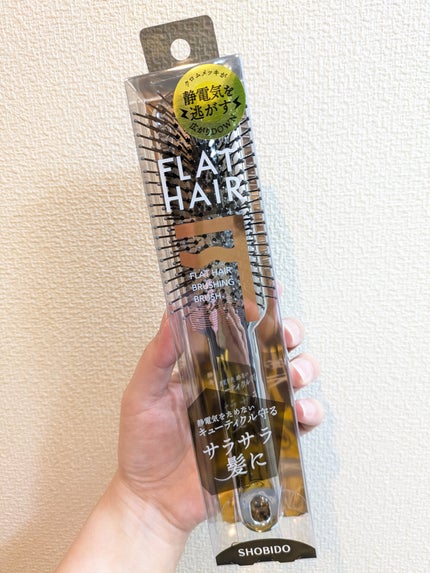 クロムメッキが
静電気を
逃がす
広がりDOWN
FLAT
HAIR
FLAT HAIR
BRUSHING
BRUSH
静電気をためない
キューティクル守る
サラサラ
髪に
SHOBIDO